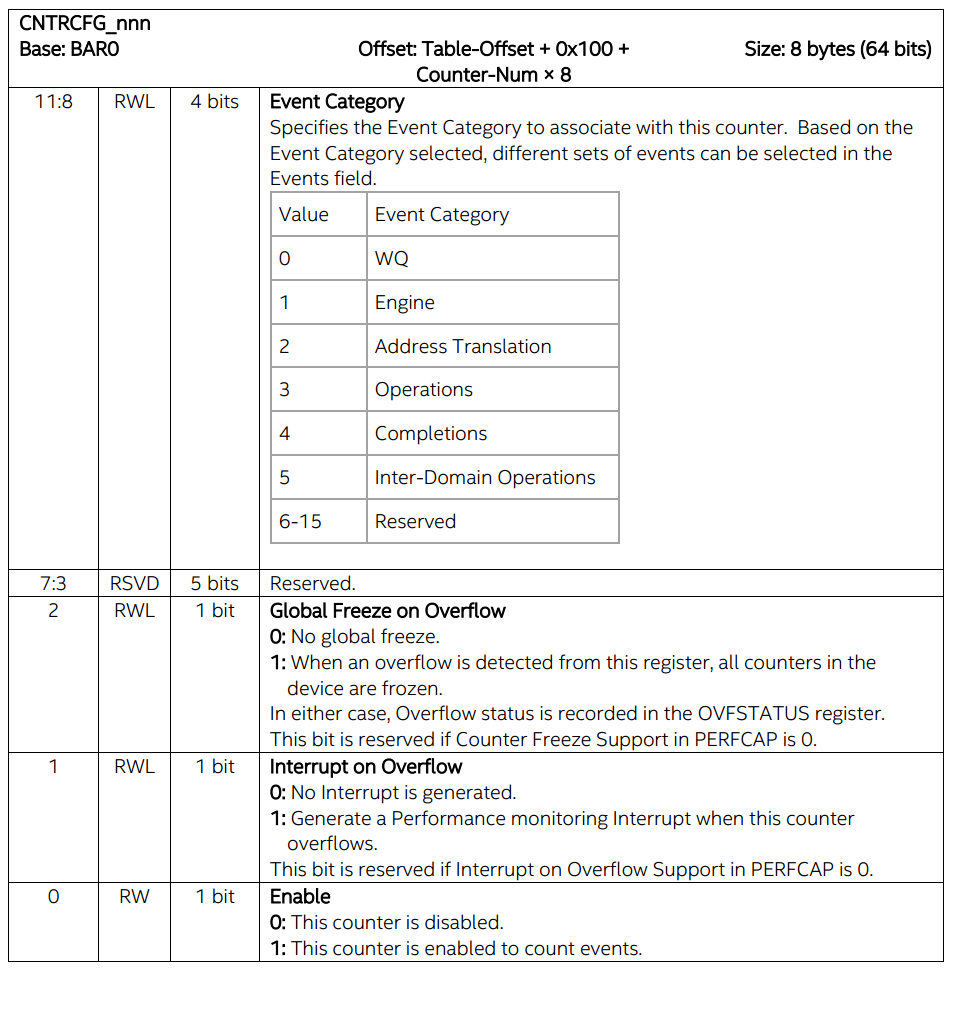 CNTRCFG_nnn
Base: BAR0 Offset: Table-Offset + 0x100 + Size: 8 bytes (64 bits)
Counter-Num × 8
11:8 RWL 4 bits Event Category
Specifies the Event Category to associate with this counter. Based on the
Event Category selected, different sets of events can be selected in the
Events field.
Value Event Category
0 WQ
1 Engine
2 Address Translation
3 Operations
4 Completions
5 Inter-Domain Operations
6-15 Reserved
7:3 RSVD 5 bits Reserved.
2 RWL 1 bit Global Freeze on Overflow
0: No global freeze.
1: When an overflow is detected from this register, all counters in the
device are frozen.
In either case, Overflow status is recorded in the OVFSTATUS register.
This bit is reserved if Counter Freeze Support in PERFCAP is 0.
1 RWL 1 bit Interrupt on Overflow
0: No Interrupt is generated.
1: Generate a Performance monitoring Interrupt when this counter
overflows.
This bit is reserved if Interrupt on Overflow Support in PERFCAP is 0.
0 RW 1 bit Enable
0: This counter is disabled.
1: This counter is enabled to count events.